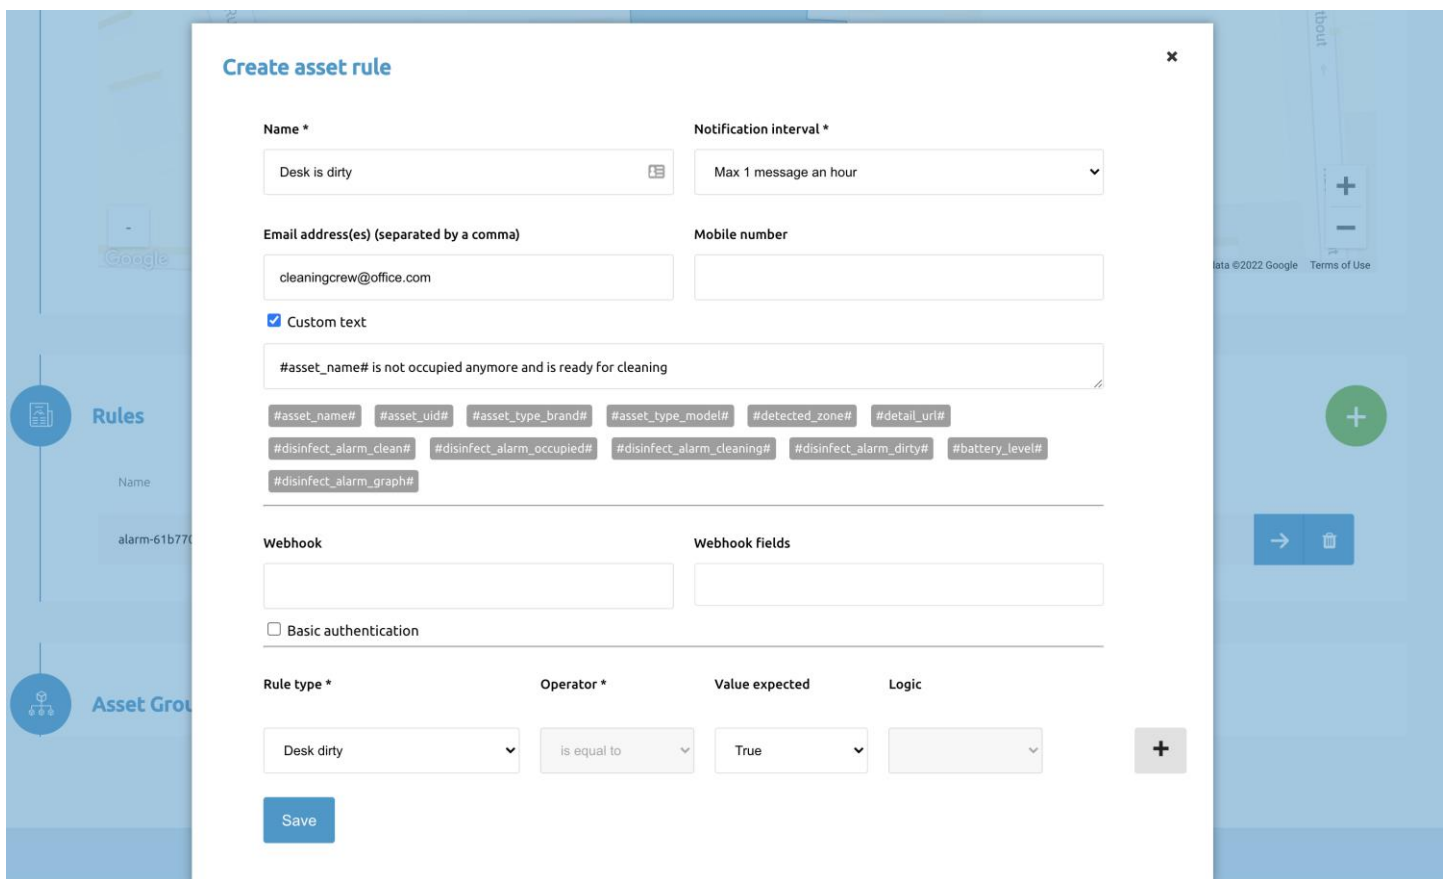 Create asset rule
Name *
Notification interval *
Desk is dirty
Max 1 message an hour
Email address(es) (separated by a comma)
Mobile number
cleaningcrew@office.com
Custom text
#asset_name# is not occupied anymore and is ready for cleaning
#asset_name# #asset_uid# #asset_type_brand# #asset_type_model# #detected_zone# #detail_url#
#disinfect_alarm_clean# #disinfect_alarm_occupied# #disinfect_alarm_cleaning# #disinfect_alarm_dirty# #battery_level#
#disinfect_alarm_graph#
Webhook
Webhook fields
Basic authentication
Rule type *
Operator *
Value expected
Logic
Desk dirty
is equal to
True
Save
Google
data ©2022 Google Terms of Use
Rules
Name
alarm-61b770
Asset Grou